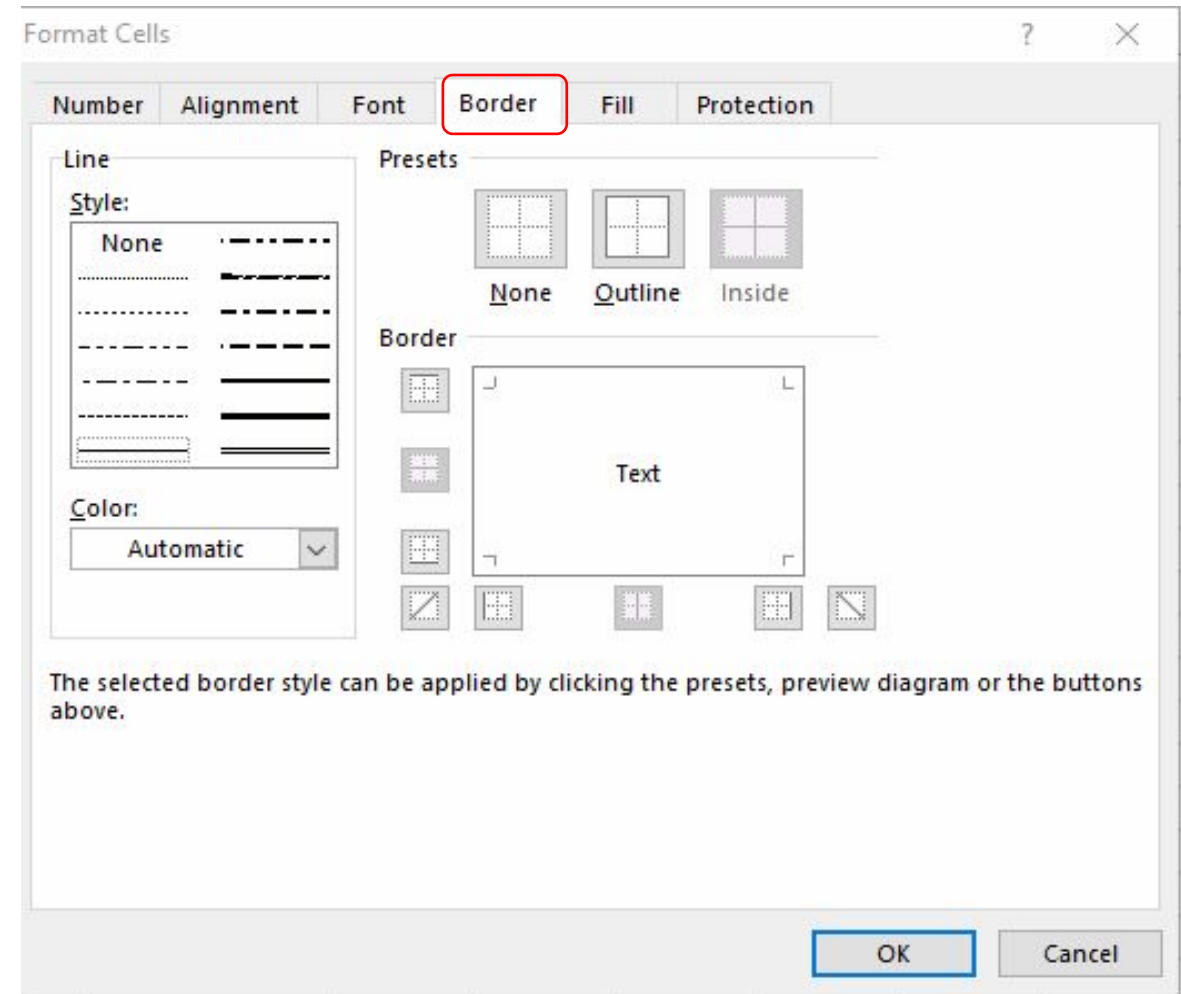 Format Cells ?
Number Alignment Font Border Fill Protection
Line
Style:
None
Color:
Automatic
Presets
None Outline Inside
Border
Text
The selected border style can be applied by clicking the presets, preview diagram or the buttons
above.
OK Cancel